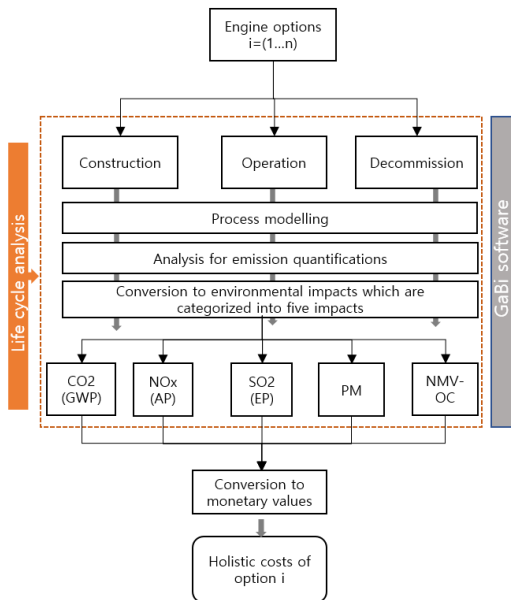 Engine options
i=(1...n)
Life cycle analysis
GaBi software
Construction
Operation
Decommission
Process modelling
Analysis for emission quantifications
Conversion to environmental impacts which are
categorized into five impacts
CO2
(GWP)
NOx
(AP)
SO2
(EP)
PM
NMV-
OC
Conversion to
monetary values
Holistic costs of
option i